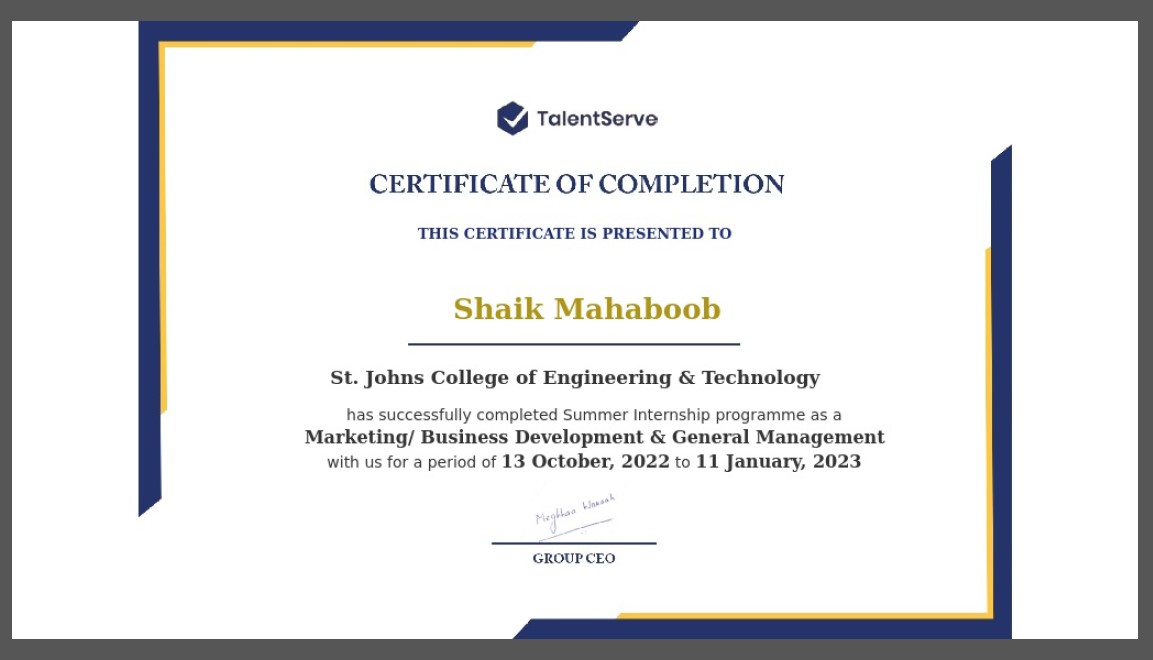 TalentServe
CERTIFICATE OF COMPLETION
THIS CERTIFICATE IS PRESENTED TO
Shaik Mahaboob
St. Johns College of Engineering & Technology
has successfully completed Summer Internship programme as a
Marketing/ Business Development & General Management
with us for a period of 13 October, 2022 to 11 January, 2023
GROUP CEO